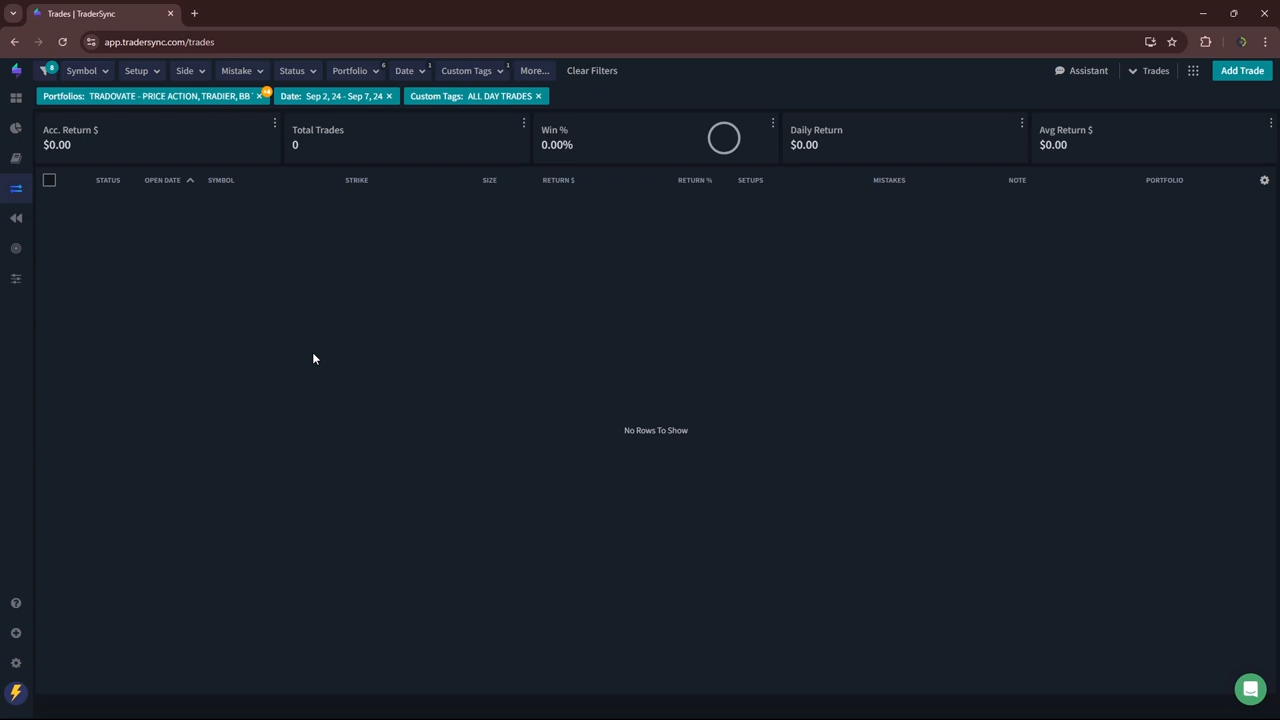 Trades | TraderSync
app.tradersync.com/trades
8 Symbol Setup Side Mistake Status Portfolio 6 Date 1 Custom Tags 1 More... Clear Filters Assistant Trades Add Trade
Portfolios: TRADOVATE - PRICE ACTION, TRADIER, BB +4 Date: Sep 2, 24 - Sep 7, 24 Custom Tags: ALL DAY TRADES
Acc. Return $ Total Trades Win % Daily Return Avg Return $
$0.00 0 0.00% $0.00 $0.00
STATUS OPEN DATE SYMBOL STRIKE SIZE RETURN $ RETURN % SETUPS MISTAKES NOTE PORTFOLIO
No Rows To Show